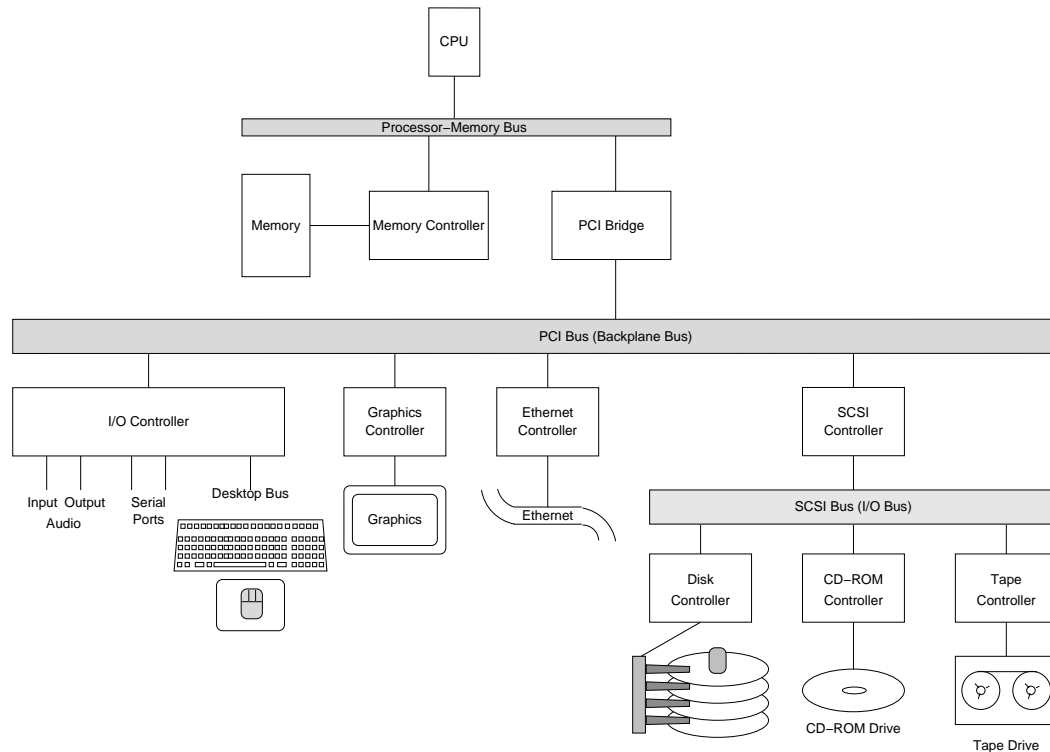 CPU
Processor−Memory Bus
Memory
Memory Controller
PCI Bridge
PCI Bus (Backplane Bus)
I/O Controller
Graphics
Controller
Ethernet
Controller
SCSI
Controller
Input Output
Audio
Serial
Ports
Desktop Bus
Graphics
Ethernet
SCSI Bus (I/O Bus)
Disk
Controller
CD−ROM
Controller
Tape
Controller
CD−ROM Drive
Tape Drive